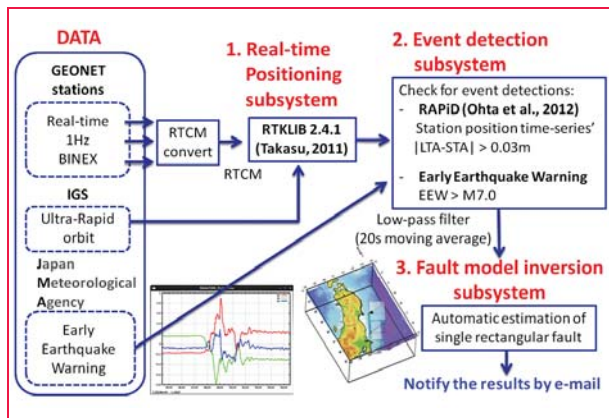 DATA
GEONET
stations
Real-time
1Hz
BINEX
IGS
Ultra-Rapid
orbit
Japan
Meteorological
Agency
Early
Earthquake
Warning
RTCM
convert
RTCM
1. Real-time
Positioning
subsystem
RTKLIB 2.4.1
(Takasu, 2011)
2. Event detection
subsystem
Check for event detections:
- RAPiD (Ohta et al., 2012)
Station position time-series'
|LTA-STA| > 0.03m
- Early Earthquake Warning
EEW > M7.0
Low-pass filter
(20s moving average)
3. Fault model inversion
subsystem
Automatic estimation of
single rectangular fault
Notify the results by e-mail